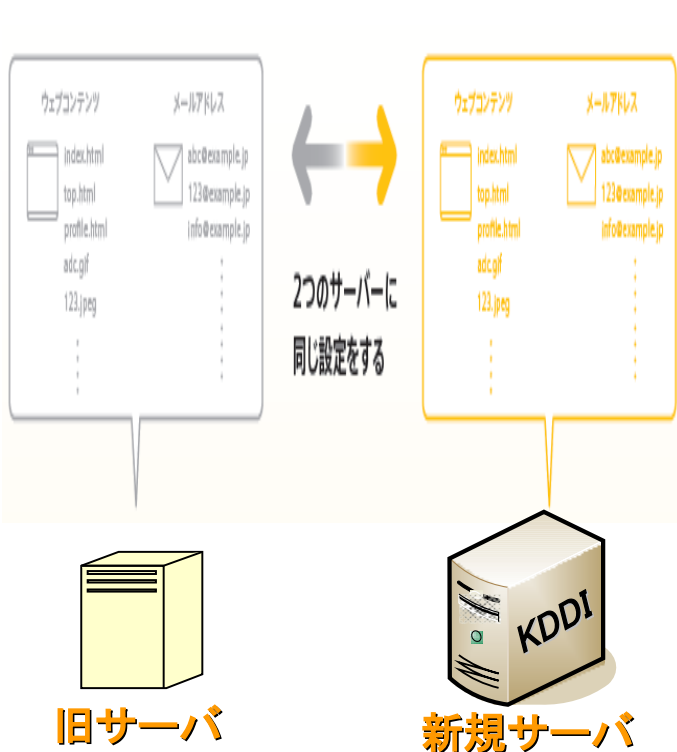 ウェブコンテンツ
メールアドレス
index.html
top.html
profile.html
adc.gif
123.jpeg
abc@example.jp
123@example.jp
info@example.jp
2つのサーバーに
同じ設定をする
ウェブコンテンツ
メールアドレス
index.html
top.html
profile.html
adc.gif
123.jpeg
abc@example.jp
123@example.jp
info@example.jp
KDDI
旧サーバ
新規サーバ